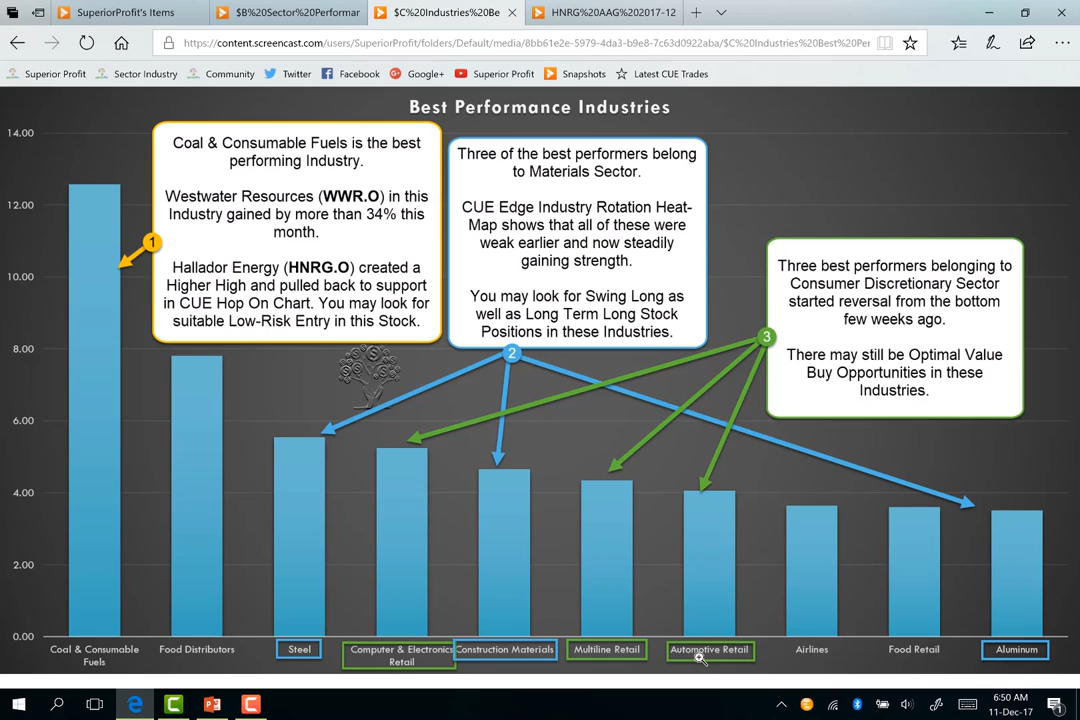 SuperiorProfit's Items
$B%20Sector%20Performar
$C%20Industries%20Be
HNRG%20AAG%202017-12
https://content.screencast.com/users/SuperiorProfit/folders/Default/media/8bb61e2e-5979-4da3-b9e8-7c63d0922aba/$C%20Industries%20Best%20Per
Superior Profit
Sector Industry
Community
Twitter
Facebook
Google+
Superior Profit
Snapshots
Latest CUE Trades
Best Performance Industries
14.00
12.00
10.00
8.00
6.00
4.00
2.00
0.00
Coal & Consumable Fuels is the best
performing Industry.
Westwater Resources (WWR.O) in this
Industry gained by more than 34% this
month.
Hallador Energy (HNRG.O) created a
Higher High and pulled back to support
in CUE Hop On Chart. You may look for
suitable Low-Risk Entry in this Stock.
1
Three of the best performers belong
to Materials Sector.
CUE Edge Industry Rotation Heat-
Map shows that all of these were
weak earlier and now steadily
gaining strength.
You may look for Swing Long as
well as Long Term Long Stock
Positions in these Industries.
2
Three best performers belonging to
Consumer Discretionary Sector
started reversal from the bottom
few weeks ago.
There may still be Optimal Value
Buy Opportunities in these
Industries.
3
Coal & Consumable
Fuels
Food Distributors
Steel
Computer & Electronics
Retail
Construction Materials
Multiline Retail
Automotive Retail
Airlines
Food Retail
Aluminum
6:50 AM
11-Dec-17
1